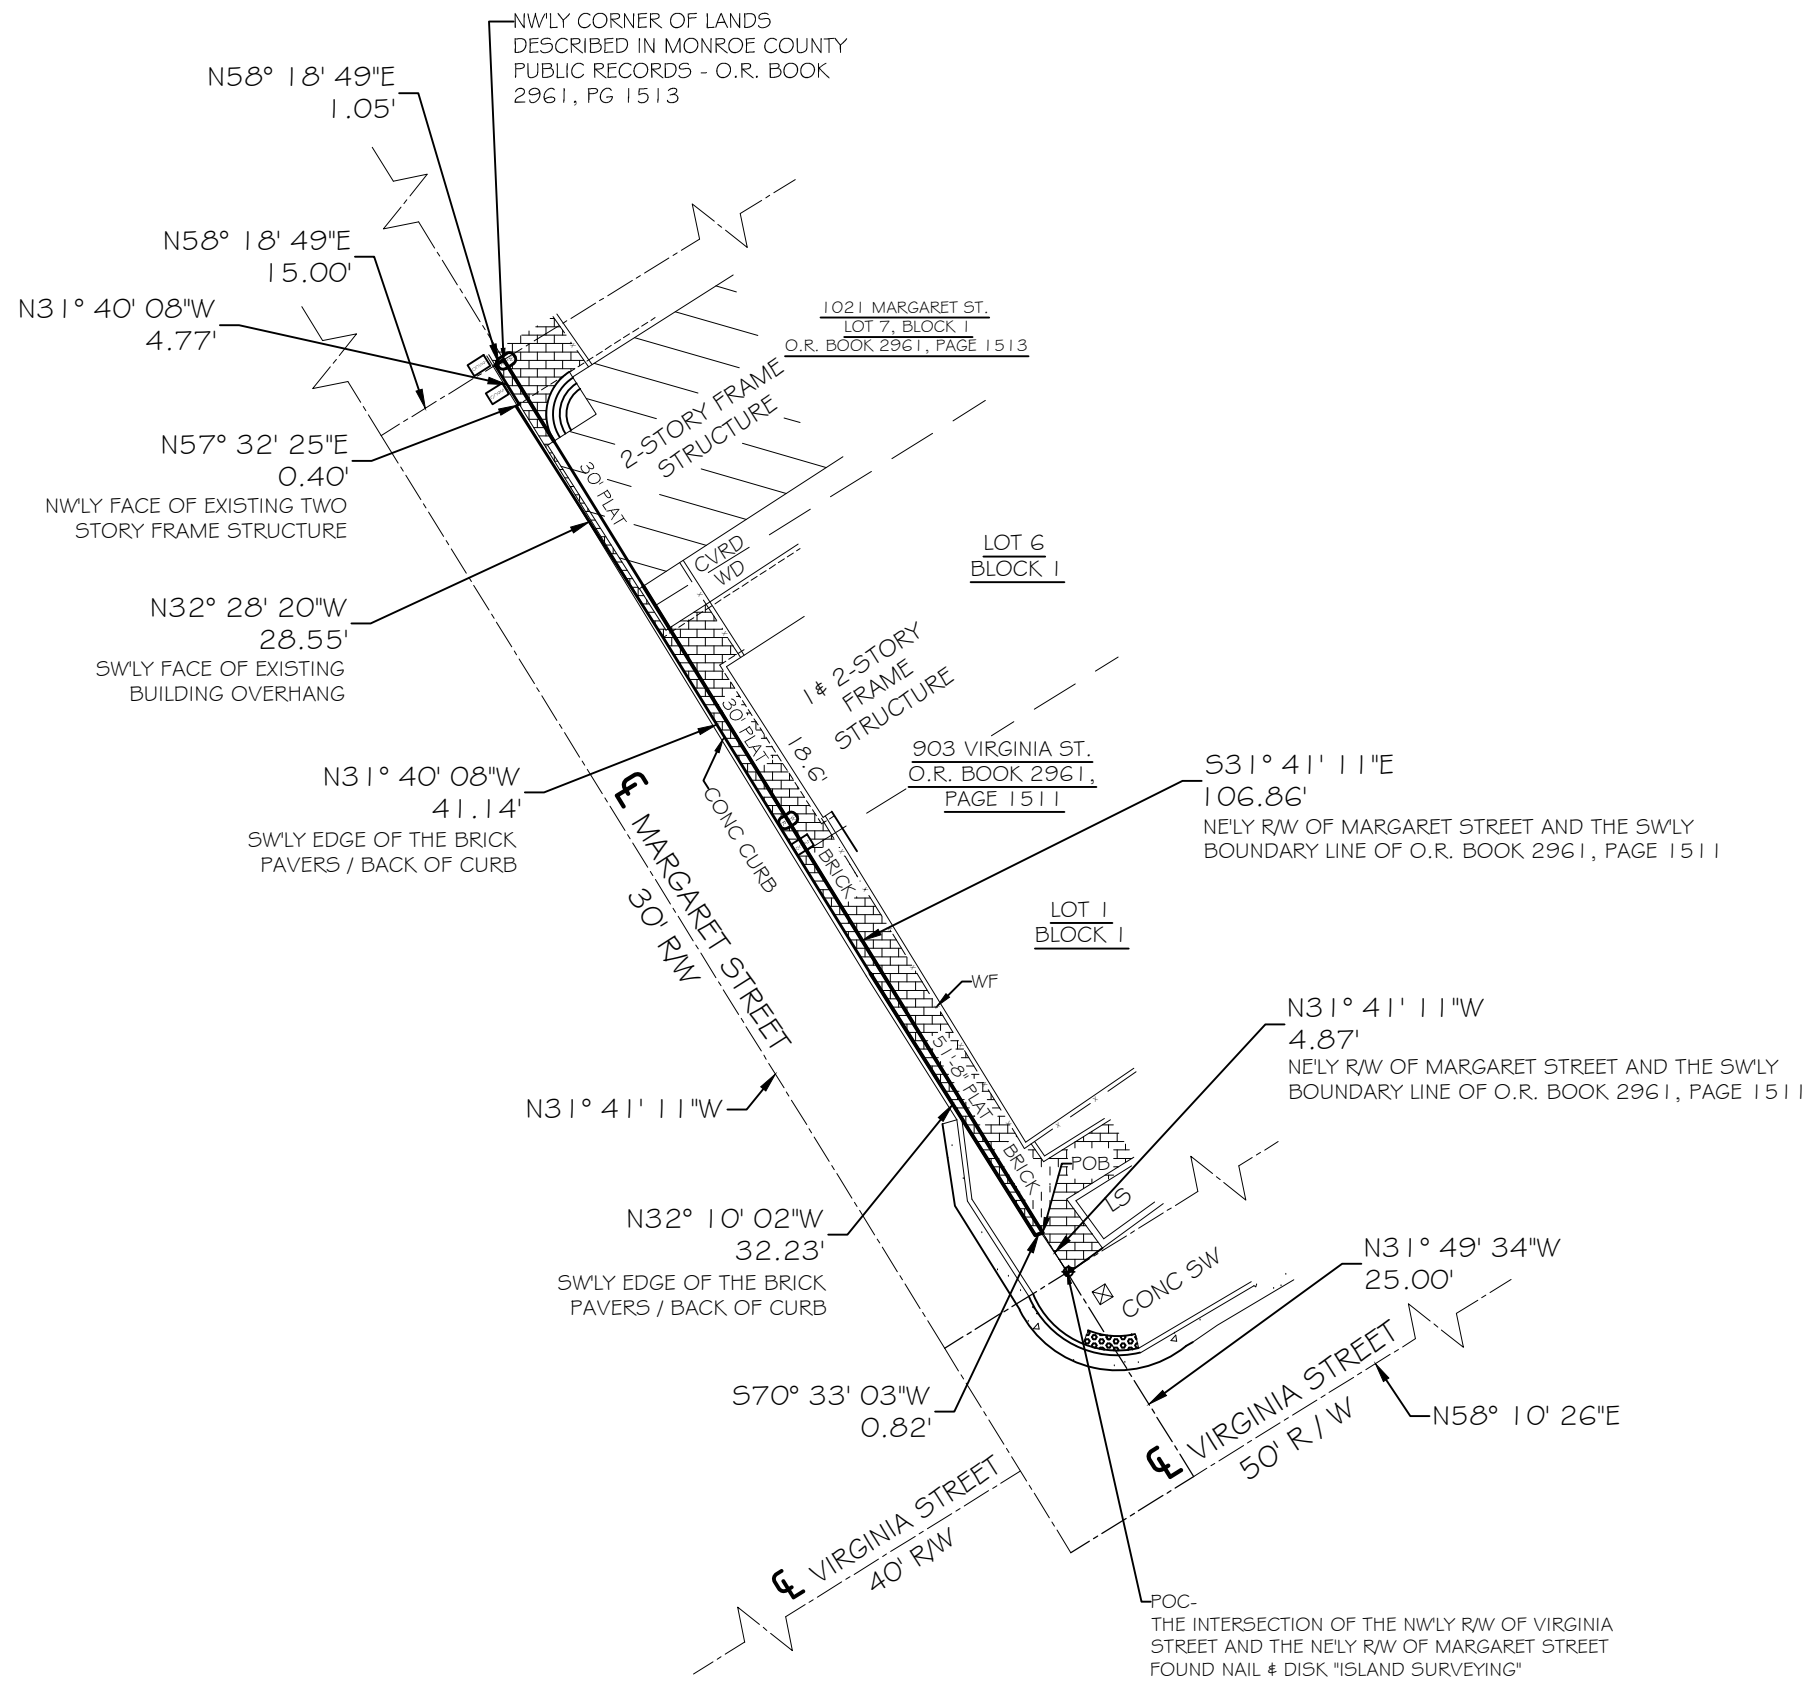 NW'LY CORNER OF LANDS
DESCRIBED IN MONROE COUNTY
PUBLIC RECORDS - O.R. BOOK
2961, PG 1513
N58° 18' 49"E
1.05'
N58° 18' 49"E
15.00'
N31° 40' 08"W
4.77'
1021 MARGARET ST.
LOT 7, BLOCK 1
O.R. BOOK 2961, PAGE 1513
2-STORY FRAME
STRUCTURE
N57° 32' 25"E
0.40'
NW'LY FACE OF EXISTING TWO
STORY FRAME STRUCTURE
30' PLAT
CVRD
WD
LOT 6
BLOCK 1
N32° 28' 20"W
28.55'
SW'LY FACE OF EXISTING
BUILDING OVERHANG
1 & 2-STORY
FRAME
STRUCTURE
30' PLAT
18.6'
903 VIRGINIA ST.
O.R. BOOK 2961,
PAGE 1511
S31° 41' 11"E
106.86'
NE'LY R/W OF MARGARET STREET AND THE SW'LY
BOUNDARY LINE OF O.R. BOOK 2961, PAGE 1511
N31° 40' 08"W
41.14'
SW'LY EDGE OF THE BRICK
PAVERS / BACK OF CURB
CONC CURB
BRICK
℄ MARGARET STREET
30' R/W
LOT 1
BLOCK 1
WF
N31° 41' 11"W
4.87'
NE'LY R/W OF MARGARET STREET AND THE SW'LY
BOUNDARY LINE OF O.R. BOOK 2961, PAGE 1511
51'-8" PLAT
N31° 41' 11"W
BRICK
POB
LS
N32° 10' 02"W
32.23'
SW'LY EDGE OF THE BRICK
PAVERS / BACK OF CURB
CONC SW
N31° 49' 34"W
25.00'
S70° 33' 03"W
0.82'
℄ VIRGINIA STREET
50' R / W
N58° 10' 26"E
℄ VIRGINIA STREET
40' R/W
POC-
THE INTERSECTION OF THE NW'LY R/W OF VIRGINIA
STREET AND THE NE'LY R/W OF MARGARET STREET
FOUND NAIL & DISK "ISLAND SURVEYING"